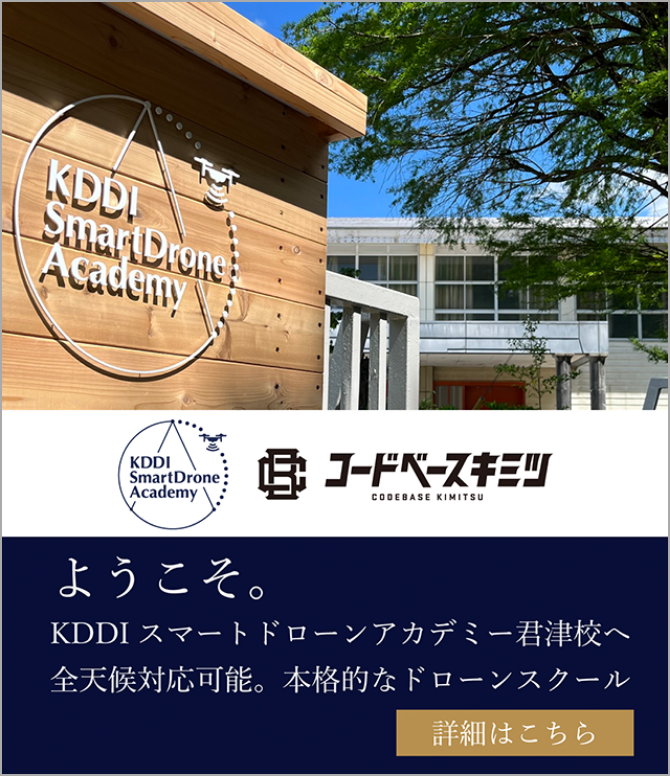 KDDI
SmartDrone
Academy
KDDI
SmartDrone
Academy
コードベースキミツ
CODEBASE KIMITSU
ようこそ。
KDDI スマートドローンアカデミー君津校へ
全天候対応可能。本格的なドローンスクール
詳細はこちら